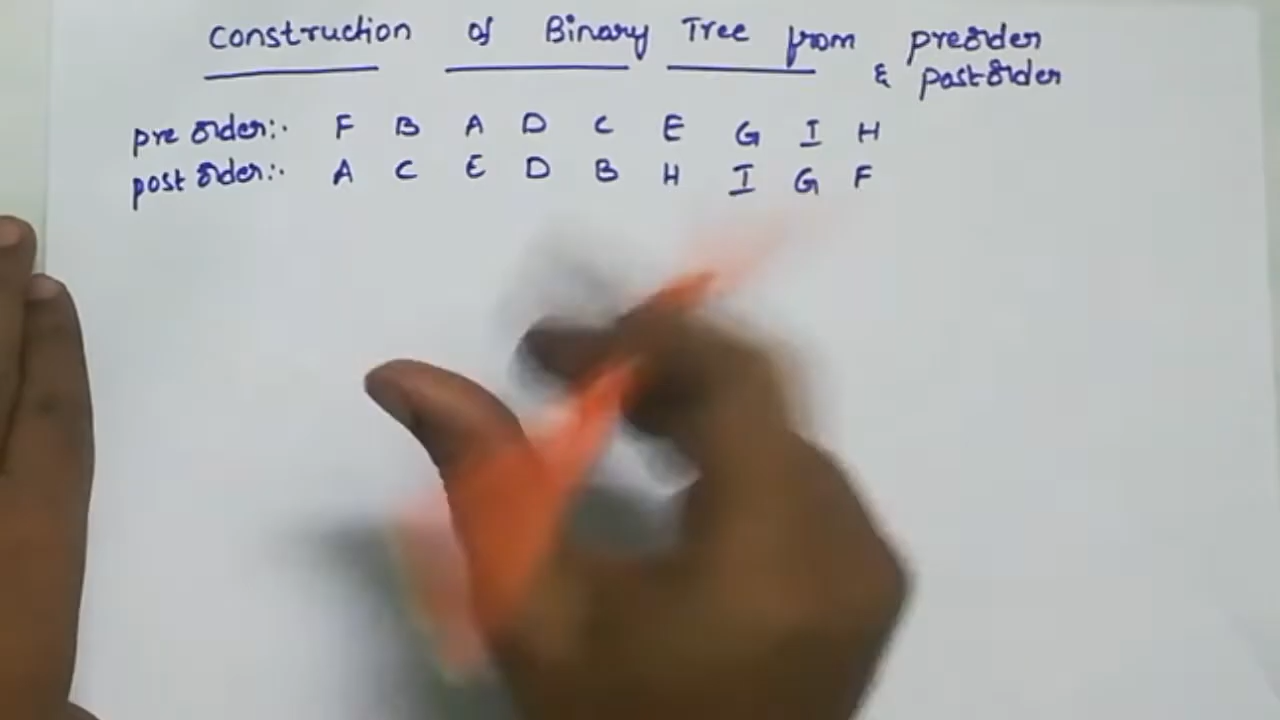 Construction of Binary Tree from preorder
& postorder
pre order:. F B A D C E G I H
post order:. A C E D B H I G F